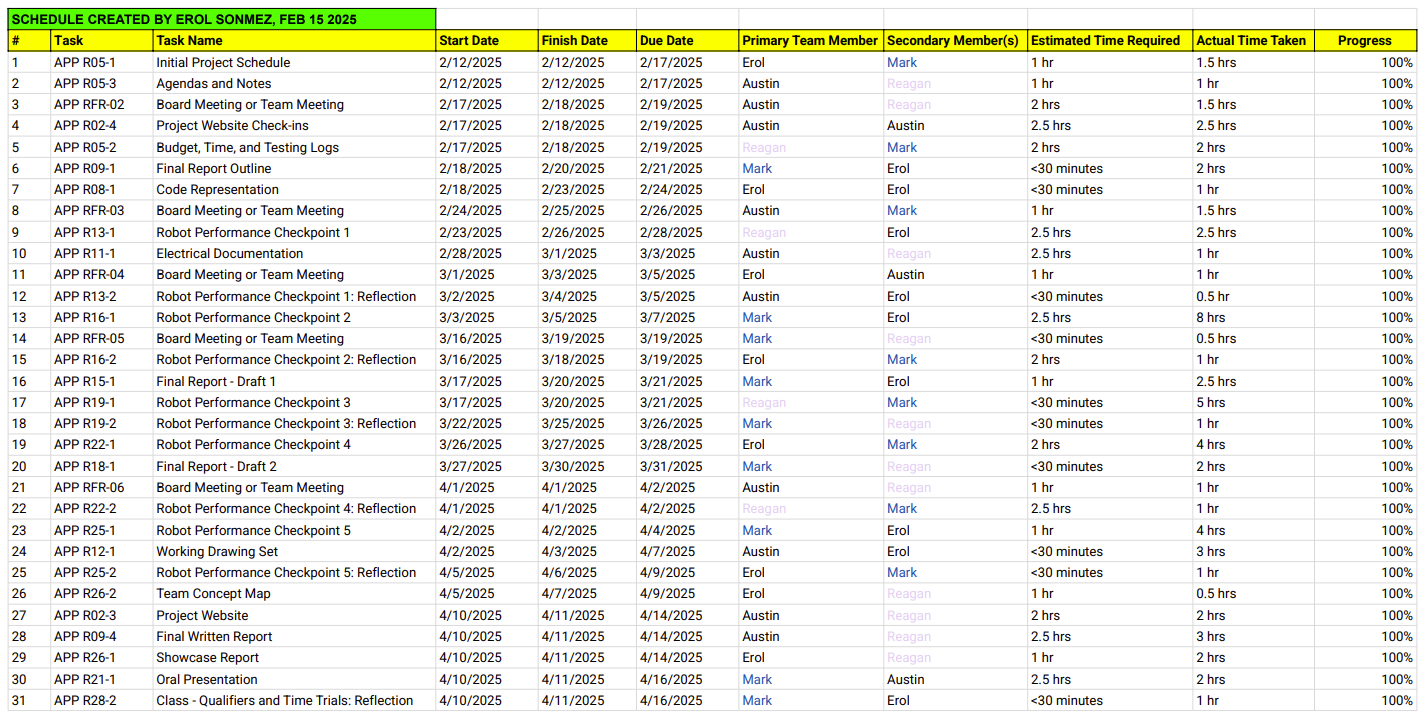 SCHEDULE CREATED BY EROL SONMEZ, FEB 15 2025
# Task Task Name Start Date Finish Date Due Date Primary Team Member Secondary Member(s) Estimated Time Required Actual Time Taken Progress
1 APP R05-1 Initial Project Schedule 2/12/2025 2/12/2025 2/17/2025 Erol Mark 1 hr 1.5 hrs 100%
2 APP R05-3 Agendas and Notes 2/12/2025 2/12/2025 2/17/2025 Austin Reagan 1 hr 1 hr 100%
3 APP RFR-02 Board Meeting or Team Meeting 2/17/2025 2/18/2025 2/19/2025 Austin Reagan 2 hrs 1.5 hrs 100%
4 APP R02-4 Project Website Check-ins 2/17/2025 2/18/2025 2/19/2025 Austin Austin 2.5 hrs 2.5 hrs 100%
5 APP R05-2 Budget, Time, and Testing Logs 2/17/2025 2/18/2025 2/19/2025 Reagan Mark 2 hrs 2 hrs 100%
6 APP R09-1 Final Report Outline 2/18/2025 2/20/2025 2/21/2025 Mark Erol <30 minutes 2 hrs 100%
7 APP R08-1 Code Representation 2/18/2025 2/23/2025 2/24/2025 Erol Erol <30 minutes 1 hr 100%
8 APP RFR-03 Board Meeting or Team Meeting 2/24/2025 2/25/2025 2/26/2025 Austin Mark 1 hr 1.5 hrs 100%
9 APP R13-1 Robot Performance Checkpoint 1 2/23/2025 2/26/2025 2/28/2025 Reagan Erol 2.5 hrs 2.5 hrs 100%
10 APP R11-1 Electrical Documentation 2/28/2025 3/1/2025 3/3/2025 Austin Reagan 2.5 hrs 1 hr 100%
11 APP RFR-04 Board Meeting or Team Meeting 3/1/2025 3/3/2025 3/5/2025 Erol Austin 1 hr 1 hr 100%
12 APP R13-2 Robot Performance Checkpoint 1: Reflection 3/2/2025 3/4/2025 3/5/2025 Austin Erol <30 minutes 0.5 hr 100%
13 APP R16-1 Robot Performance Checkpoint 2 3/3/2025 3/5/2025 3/7/2025 Mark Erol 2.5 hrs 8 hrs 100%
14 APP RFR-05 Board Meeting or Team Meeting 3/16/2025 3/19/2025 3/19/2025 Mark Reagan <30 minutes 0.5 hrs 100%
15 APP R16-2 Robot Performance Checkpoint 2: Reflection 3/16/2025 3/18/2025 3/19/2025 Erol Mark 2 hrs 1 hr 100%
16 APP R15-1 Final Report - Draft 1 3/17/2025 3/20/2025 3/21/2025 Mark Erol 1 hr 2.5 hrs 100%
17 APP R19-1 Robot Performance Checkpoint 3 3/17/2025 3/20/2025 3/21/2025 Reagan Mark <30 minutes 5 hrs 100%
18 APP R19-2 Robot Performance Checkpoint 3: Reflection 3/22/2025 3/25/2025 3/26/2025 Mark Reagan <30 minutes 1 hr 100%
19 APP R22-1 Robot Performance Checkpoint 4 3/26/2025 3/27/2025 3/28/2025 Erol Mark 2 hrs 4 hrs 100%
20 APP R18-1 Final Report - Draft 2 3/27/2025 3/30/2025 3/31/2025 Mark Reagan <30 minutes 2 hrs 100%
21 APP RFR-06 Board Meeting or Team Meeting 4/1/2025 4/1/2025 4/2/2025 Austin Reagan 1 hr 1 hr 100%
22 APP R22-2 Robot Performance Checkpoint 4: Reflection 4/1/2025 4/1/2025 4/2/2025 Reagan Mark 2.5 hrs 1 hr 100%
23 APP R25-1 Robot Performance Checkpoint 5 4/2/2025 4/2/2025 4/4/2025 Mark Erol 1 hr 4 hrs 100%
24 APP R12-1 Working Drawing Set 4/2/2025 4/3/2025 4/7/2025 Austin Erol <30 minutes 3 hrs 100%
25 APP R25-2 Robot Performance Checkpoint 5: Reflection 4/5/2025 4/6/2025 4/9/2025 Erol Mark <30 minutes 1 hr 100%
26 APP R26-2 Team Concept Map 4/5/2025 4/7/2025 4/9/2025 Erol Reagan 1 hr 0.5 hrs 100%
27 APP R02-3 Project Website 4/10/2025 4/11/2025 4/14/2025 Austin Reagan 2 hrs 2 hrs 100%
28 APP R09-4 Final Written Report 4/10/2025 4/11/2025 4/14/2025 Austin Reagan 2.5 hrs 3 hrs 100%
29 APP R26-1 Showcase Report 4/10/2025 4/11/2025 4/14/2025 Erol Reagan 1 hr 2 hrs 100%
30 APP R21-1 Oral Presentation 4/10/2025 4/11/2025 4/16/2025 Mark Austin 2.5 hrs 2 hrs 100%
31 APP R28-2 Class - Qualifiers and Time Trials: Reflection 4/10/2025 4/11/2025 4/16/2025 Mark Erol <30 minutes 1 hr 100%